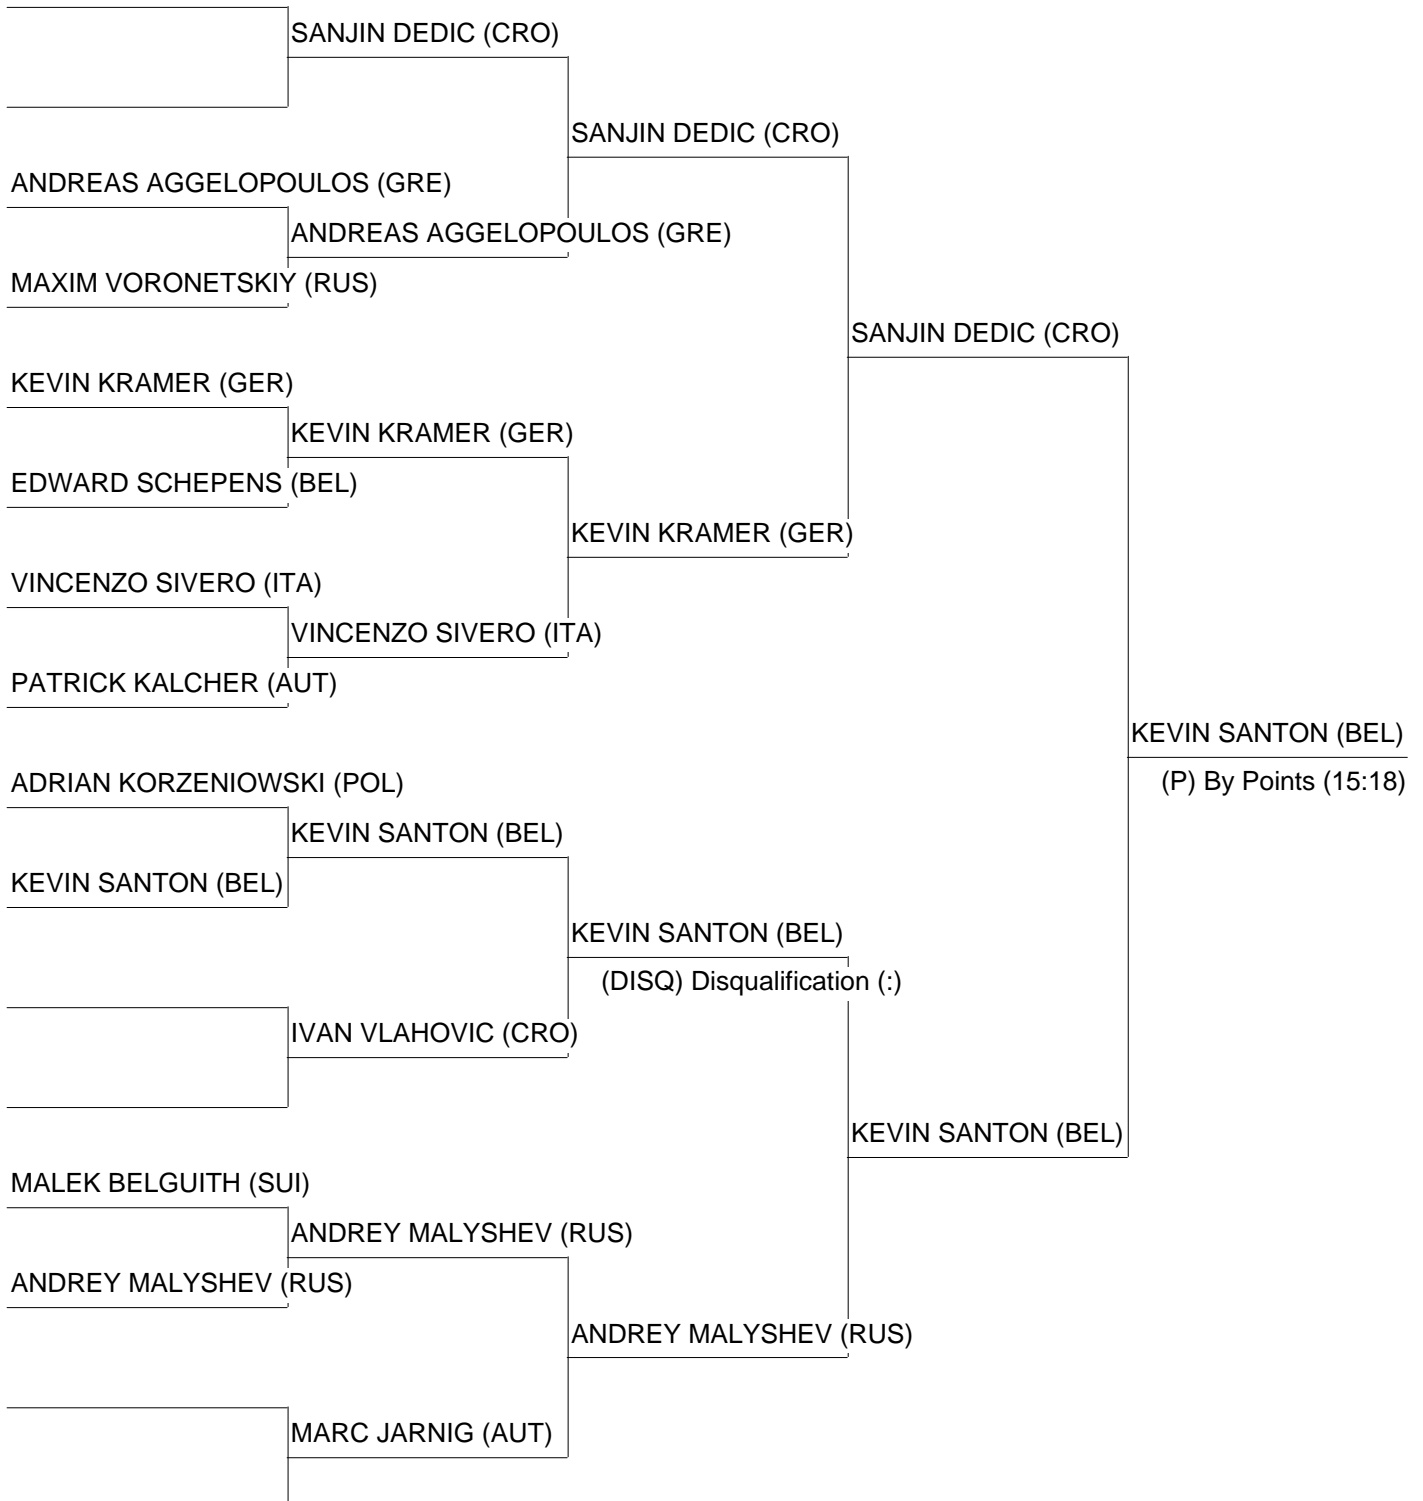 SANJIN DEDIC (CRO)
SANJIN DEDIC (CRO)
ANDREAS AGGELOPOULOS (GRE)
ANDREAS AGGELOPOULOS (GRE)
MAXIM VORONETSKIY (RUS)
SANJIN DEDIC (CRO)
KEVIN KRAMER (GER)
KEVIN KRAMER (GER)
EDWARD SCHEPENS (BEL)
KEVIN KRAMER (GER)
VINCENZO SIVERO (ITA)
VINCENZO SIVERO (ITA)
PATRICK KALCHER (AUT)
KEVIN SANTON (BEL)
(P) By Points (15:18)
ADRIAN KORZENIOWSKI (POL)
KEVIN SANTON (BEL)
KEVIN SANTON (BEL)
KEVIN SANTON (BEL)
(DISQ) Disqualification (:)
IVAN VLAHOVIC (CRO)
KEVIN SANTON (BEL)
MALEK BELGUITH (SUI)
ANDREY MALYSHEV (RUS)
ANDREY MALYSHEV (RUS)
ANDREY MALYSHEV (RUS)
MARC JARNIG (AUT)